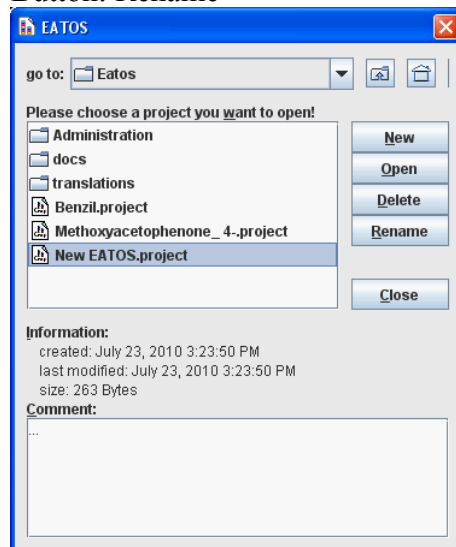 Button: Rename
EATOS
go to: Eatos
Please choose a project you want to open!
Administration
docs
translations
Benzil.project
Methoxyacetophenone_ 4-.project
New EATOS.project
New
Open
Delete
Rename
Close
Information:
created: July 23, 2010 3:23:50 PM
last modified: July 23, 2010 3:23:50 PM
size: 263 Bytes
Comment:
...